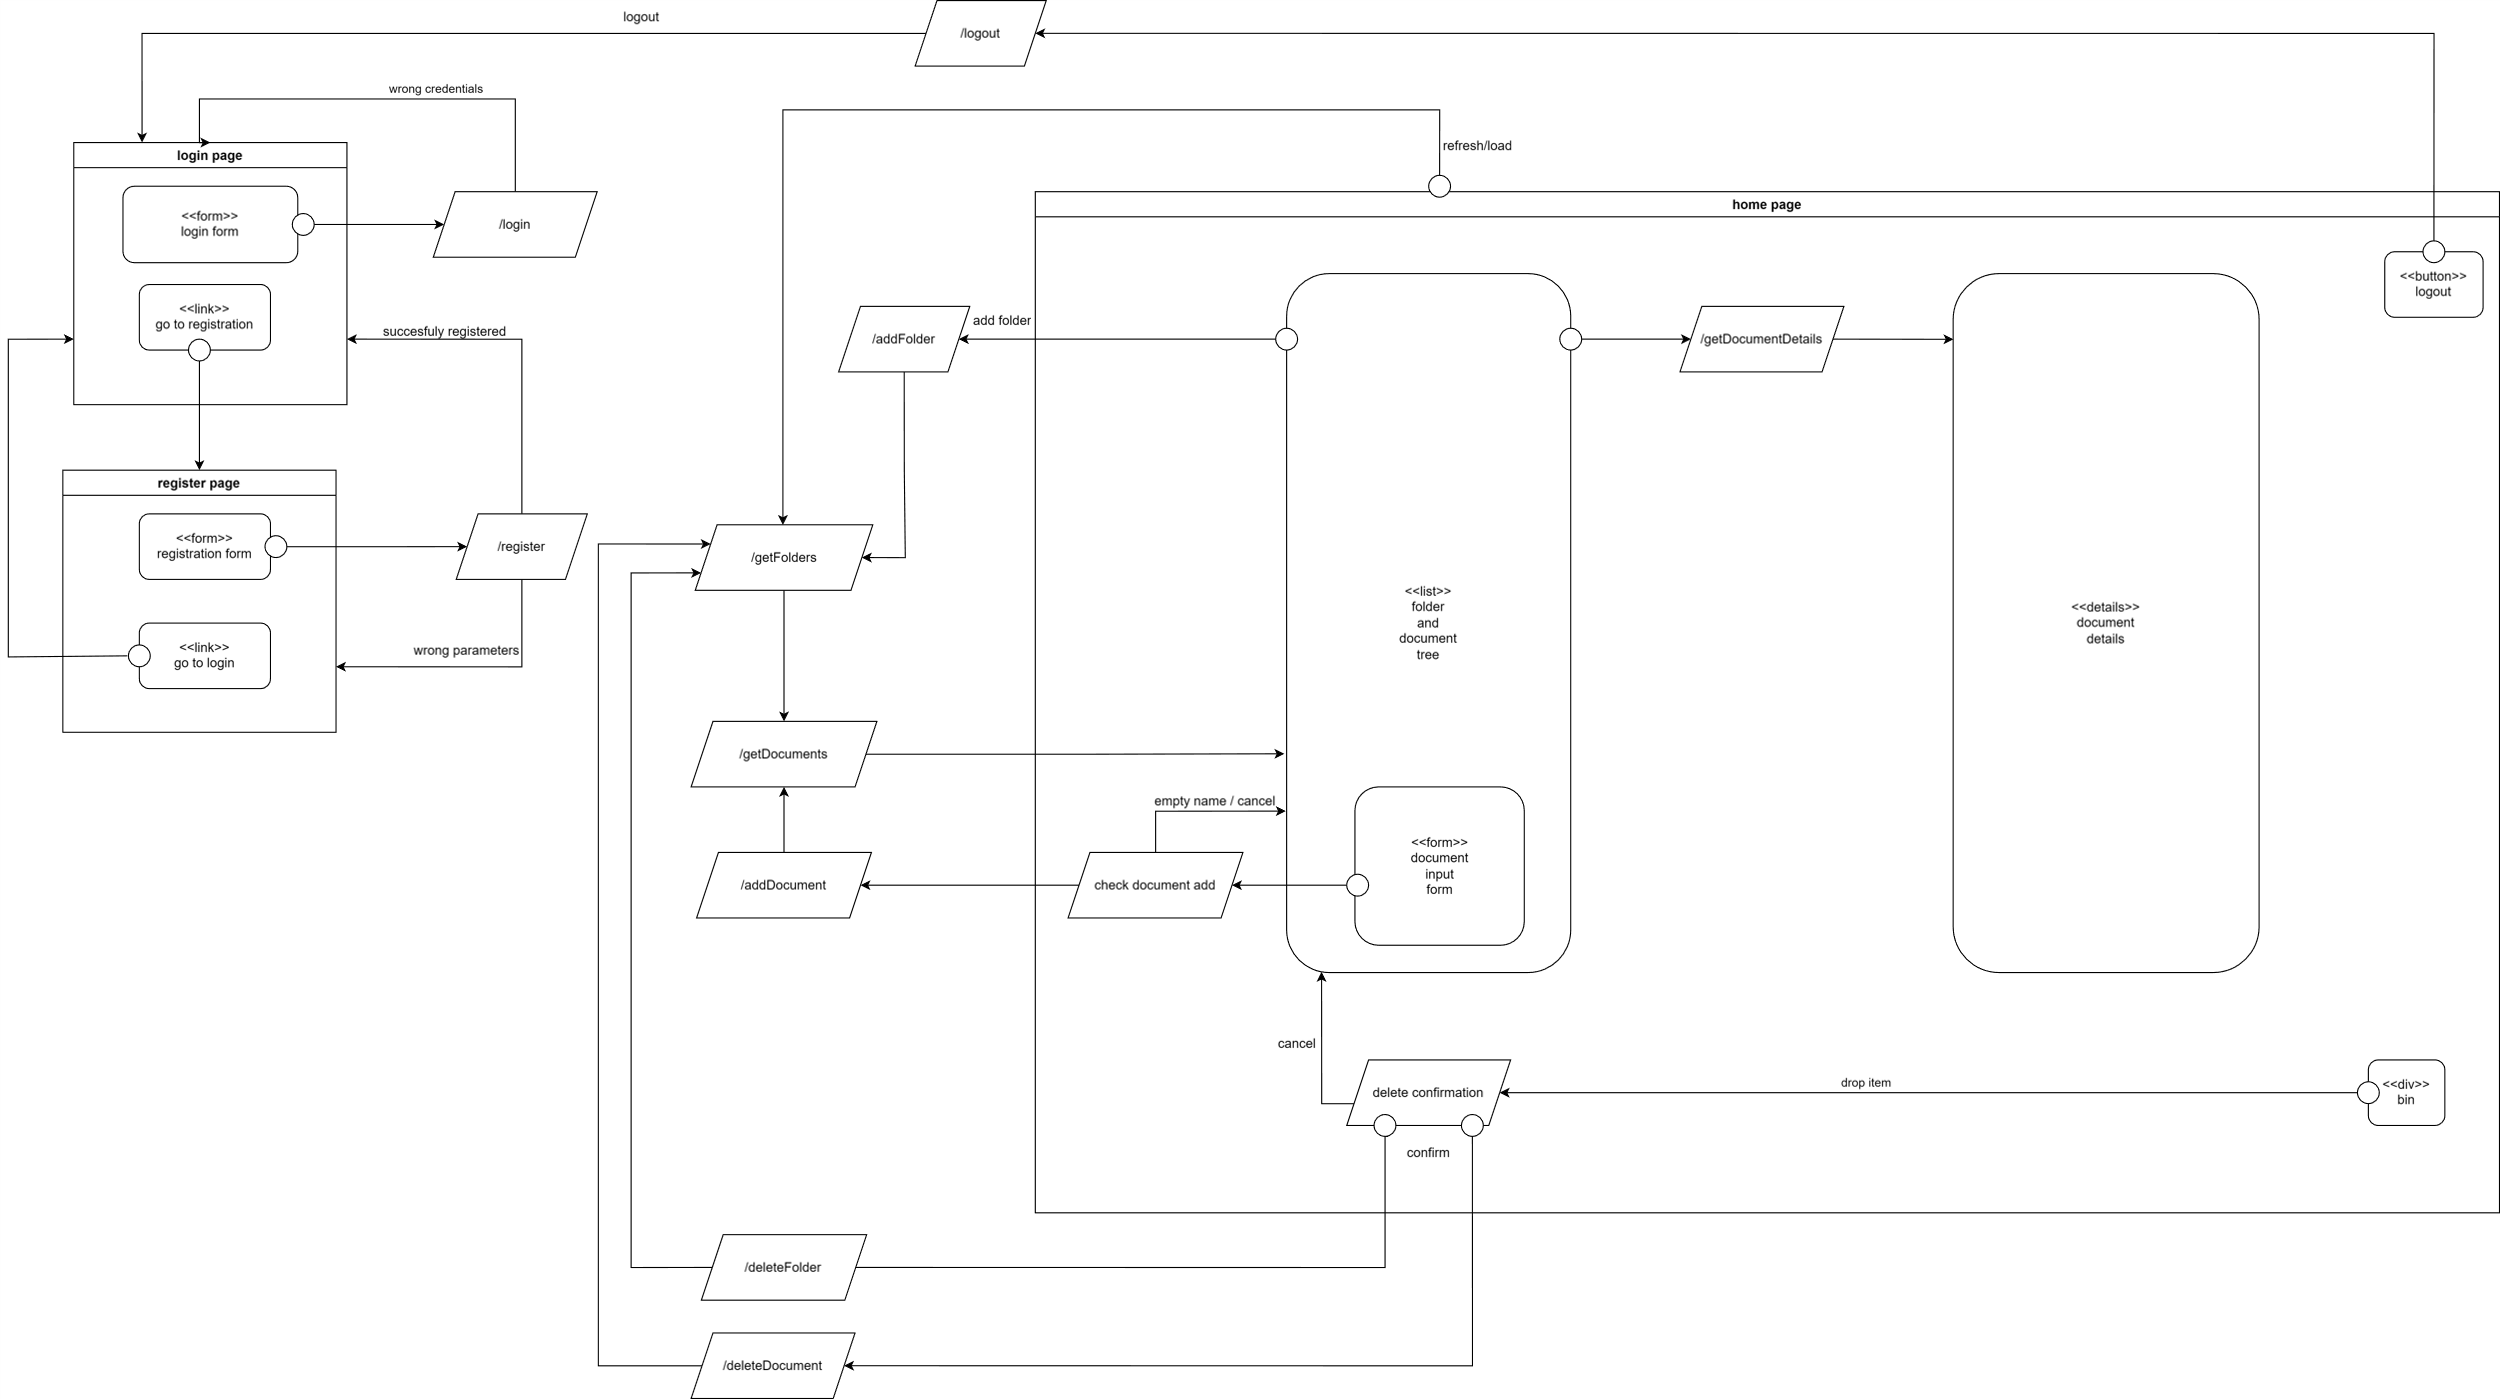 logout
/logout
wrong credentials
login page
<<form>>
login form
/login
<<link>>
go to registration
succesfuly registered
register page
<<form>>
registration form
/register
<<link>>
go to login
wrong parameters
refresh/load
home page
<<button>>
logout
/addFolder
add folder
/getDocumentDetails
/getFolders
<<list>>
folder
and
document
tree
<<details>>
document
details
/getDocuments
empty name / cancel
<<form>>
document
input
form
/addDocument
check document add
cancel
delete confirmation
drop item
<<div>>
bin
confirm
/deleteFolder
/deleteDocument